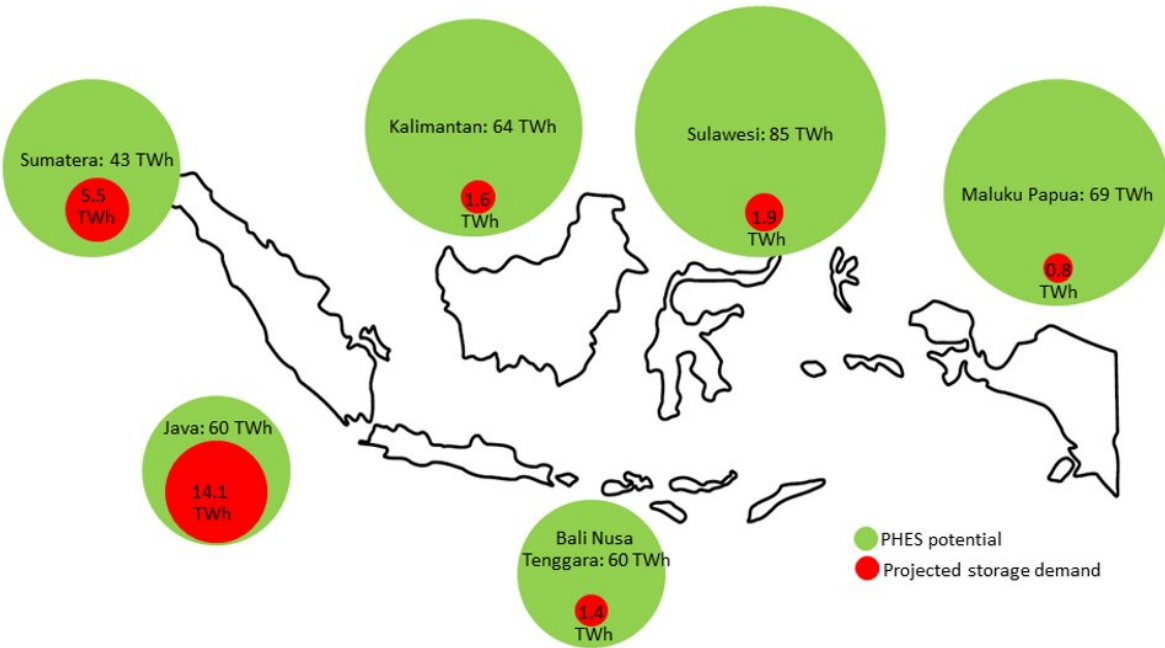 Sumatera: 43 TWh
5.5
TWh
Kalimantan: 64 TWh
1.6
TWh
Sulawesi: 85 TWh
1.9
TWh
Maluku Papua: 69 TWh
0.8
TWh
Java: 60 TWh
14.1
TWh
Bali Nusa
Tenggara: 60 TWh
1.4
TWh
PHES potential
Projected storage demand